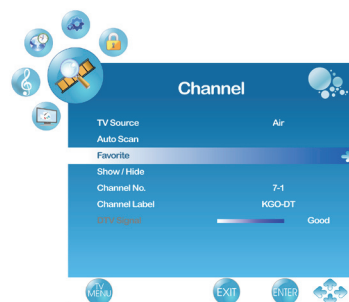 Channel
TV Source Air
Auto Scan
Favorite
Show / Hide
Channel No. 7-1
Channel Label KGO-DT
DTV Signal Good
TV MENU EXIT ENTER